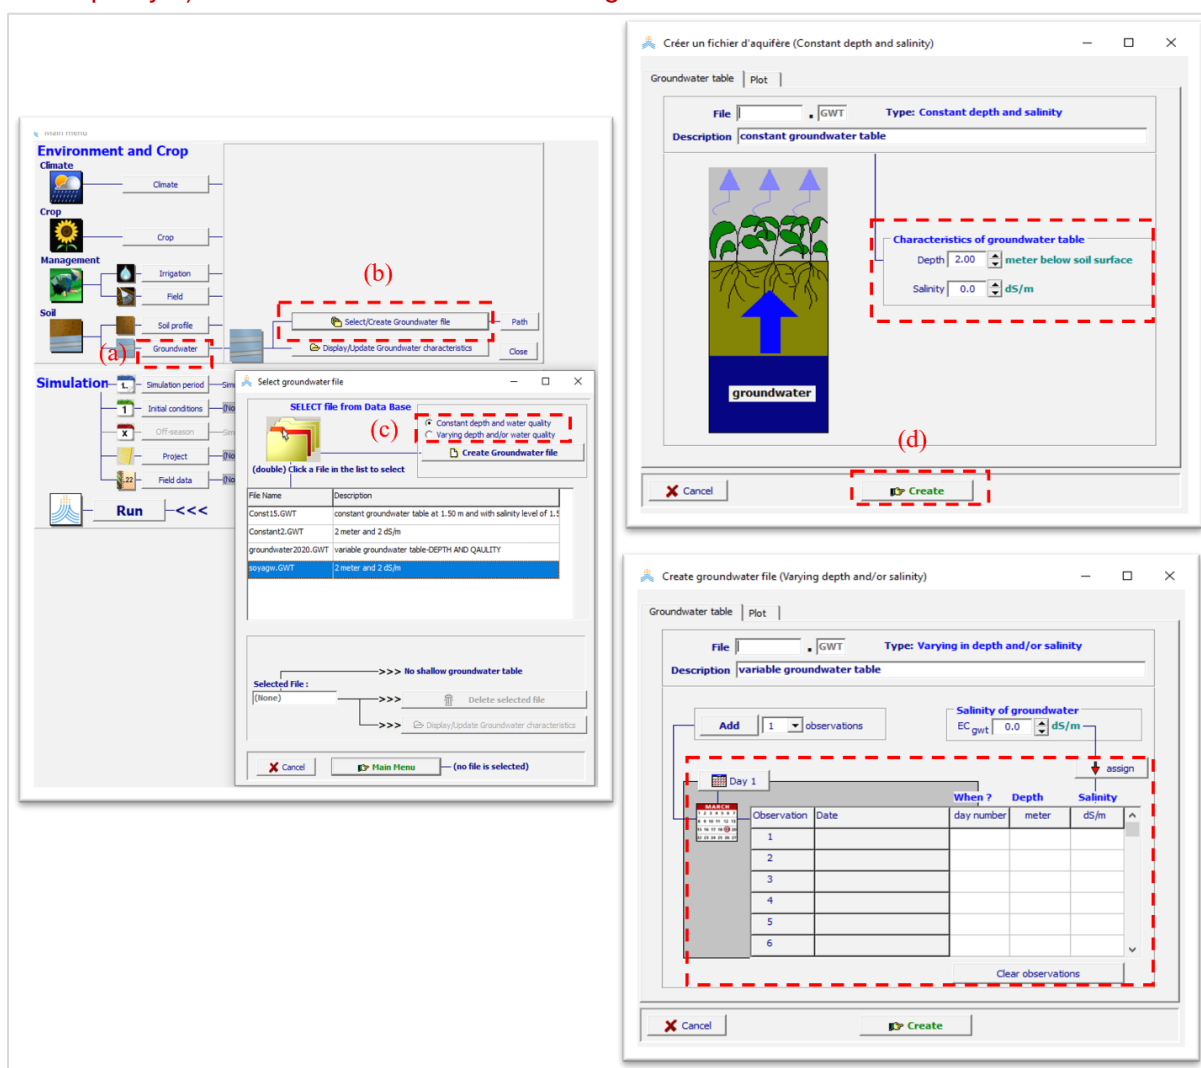 Main menu
Environment and Crop
Climate
Climate
Crop
Crop
Management
Irrigation
Field
Soil
Soil profile
(a)
Groundwater
(b)
Select/Create Groundwater file
Path
Display/Update Groundwater characteristics
Close
Simulation
Simulation period
Initial conditions
Off-season
Project
Field data
Run
<<<
Select groundwater file
SELECT file from Data Base
(c)
Constant depth and water quality
Varying depth and/or water quality
Create Groundwater file
(double) Click a File in the list to select
File Name Description
Const15.GWT constant groundwater table at 1.50 m and with salinity level of 1.5
Constant2.GWT 2 meter and 2 dS/m
groundwater2020.GWT variable groundwater table-DEPTH AND QAULITY
soyagw.GWT 2 meter and 2 dS/m
>>> No shallow groundwater table
Selected File :
(None)
>>> Delete selected file
>>> Display/Update Groundwater characteristics
Cancel
Main Menu
(no file is selected)
Créer un fichier d'aquifère (Constant depth and salinity)
Groundwater table Plot
File . GWT Type: Constant depth and salinity
Description constant groundwater table
Characteristics of groundwater table
Depth 2.00 meter below soil surface
Salinity 0.0 dS/m
groundwater
(d)
Cancel
Create
Create groundwater file (Varying depth and/or salinity)
Groundwater table Plot
File . GWT Type: Varying in depth and/or salinity
Description variable groundwater table
Add 1 observations
Salinity of groundwater
EC gwt 0.0 dS/m
assign
Day 1
MARCH
When ? Depth Salinity
Observation Date day number meter dS/m
1
2
3
4
5
6
Clear observations
Cancel
Create